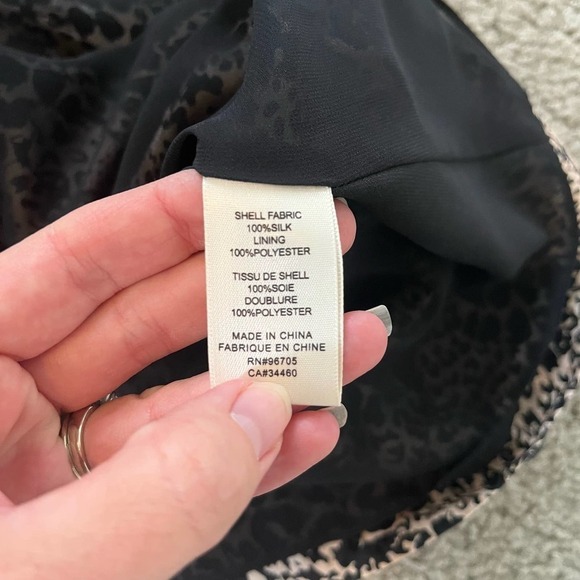 SHELL FABRIC
100%SILK
LINING
100%POLYESTER
TISSU DE SHELL
100%SOIE
DOUBLURE
100%POLYESTER
MADE IN CHINA
FABRIQUE EN CHINE
RN#96705
CA#34460